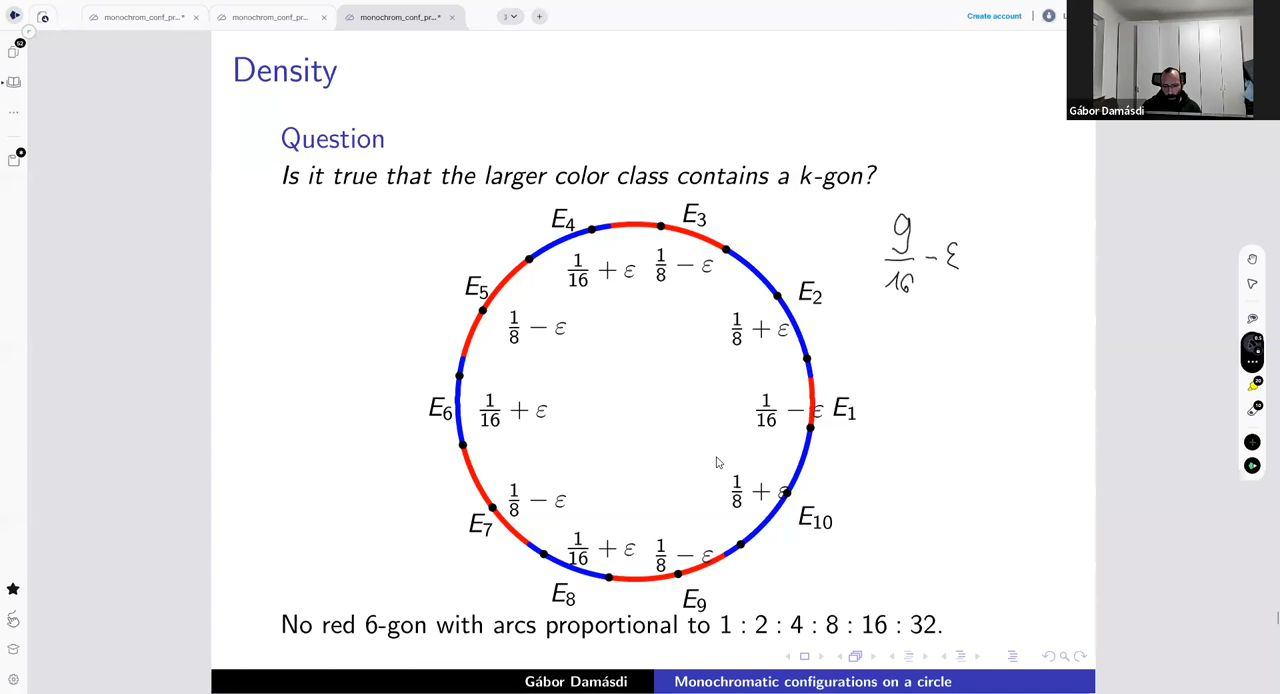 monochrom_conf_pr...* ×
monochrom_conf_pr... ×
monochrom_conf_pr...* ×
Create account
52
Gábor Damásdi
Density
Question
Is it true that the larger color class contains a k-gon?
E4
E3
9/16 - ε
1/16 + ε
1/8 − ε
E5
E2
1/8 − ε
1/8 + ε
E6
1/16 + ε
1/16 − ε
E1
1/8 − ε
1/8 + ε
E7
E10
1/16 + ε
1/8 − ε
E8
E9
No red 6-gon with arcs proportional to 1 : 2 : 4 : 8 : 16 : 32.
Gábor Damásdi
Monochromatic configurations on a circle